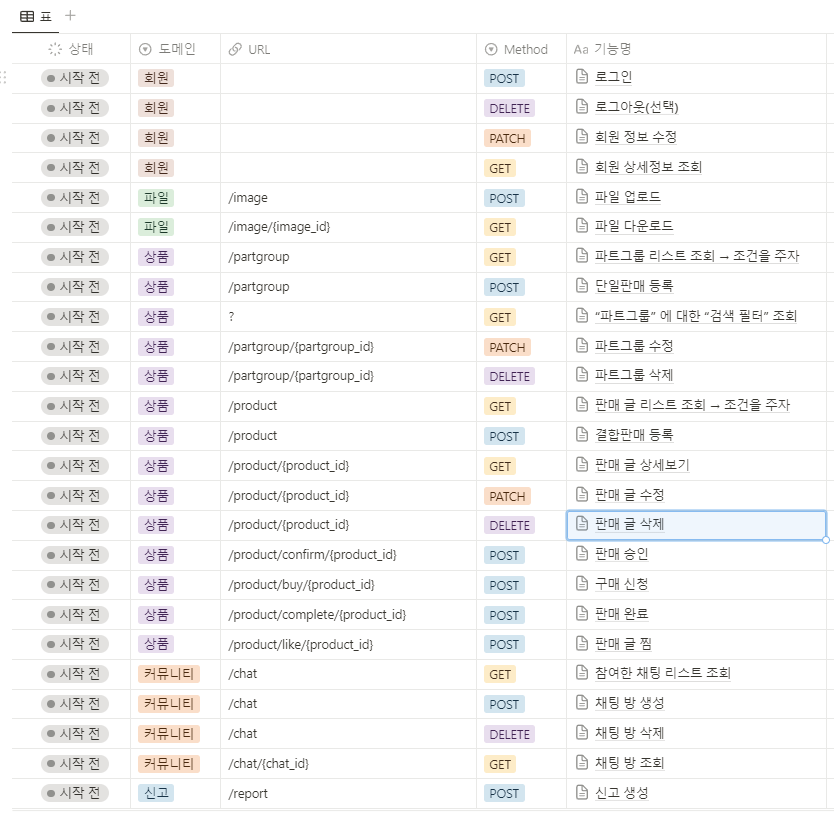 표
상태 도메인 URL Method Aa 기능명
시작 전 회원 POST 로그인
시작 전 회원 DELETE 로그아웃(선택)
시작 전 회원 PATCH 회원 정보 수정
시작 전 회원 GET 회원 상세정보 조회
시작 전 파일 /image POST 파일 업로드
시작 전 파일 /image/{image_id} GET 파일 다운로드
시작 전 상품 /partgroup GET 파트그룹 리스트 조회 → 조건을 주자
시작 전 상품 /partgroup POST 단일판매 등록
시작 전 상품 ? GET “파트그룹” 에 대한 “검색 필터” 조회
시작 전 상품 /partgroup/{partgroup_id} PATCH 파트그룹 수정
시작 전 상품 /partgroup/{partgroup_id} DELETE 파트그룹 삭제
시작 전 상품 /product GET 판매 글 리스트 조회 → 조건을 주자
시작 전 상품 /product POST 결합판매 등록
시작 전 상품 /product/{product_id} GET 판매 글 상세보기
시작 전 상품 /product/{product_id} PATCH 판매 글 수정
시작 전 상품 /product/{product_id} DELETE 판매 글 삭제
시작 전 상품 /product/confirm/{product_id} POST 판매 승인
시작 전 상품 /product/buy/{product_id} POST 구매 신청
시작 전 상품 /product/complete/{product_id} POST 판매 완료
시작 전 상품 /product/like/{product_id} POST 판매 글 찜
시작 전 커뮤니티 /chat GET 참여한 채팅 리스트 조회
시작 전 커뮤니티 /chat POST 채팅 방 생성
시작 전 커뮤니티 /chat DELETE 채팅 방 삭제
시작 전 커뮤니티 /chat/{chat_id} GET 채팅 방 조회
시작 전 신고 /report POST 신고 생성